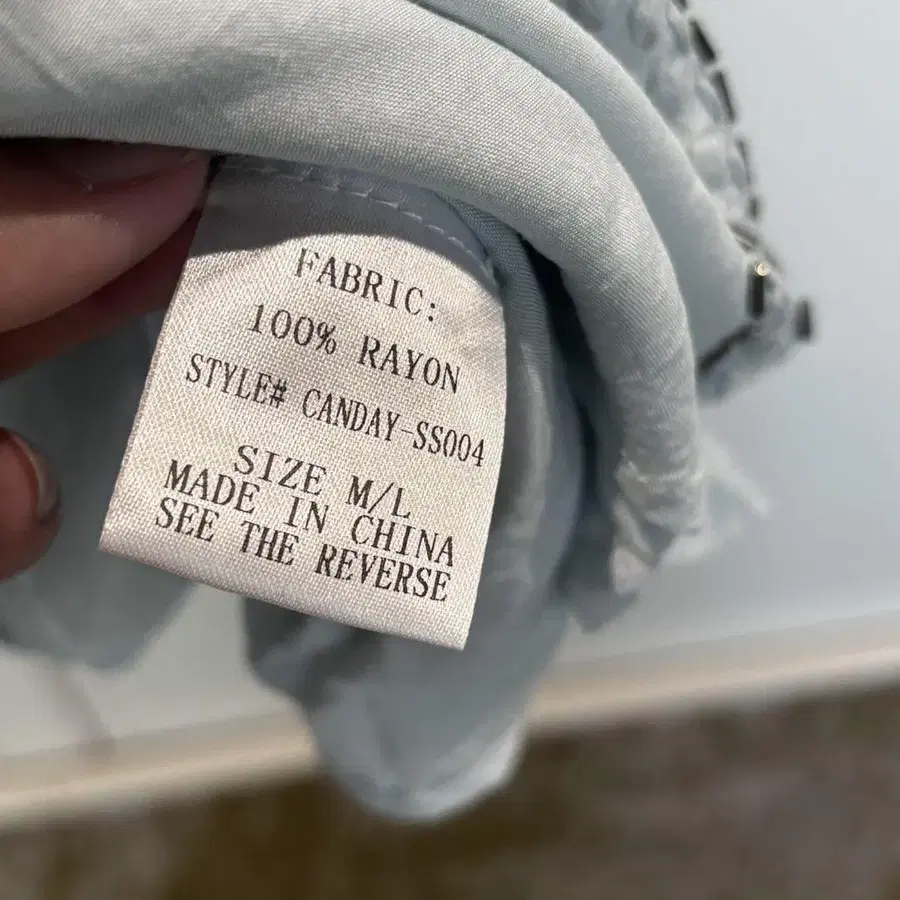 FABRIC:
100% RAYON
STYLE# CANDAY-SS004
SIZE M/L
MADE IN CHINA
SEE THE REVERSE